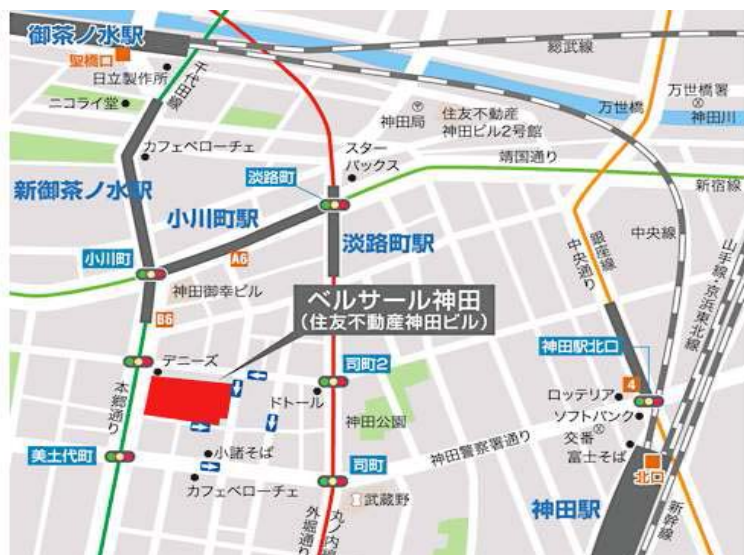 御茶ノ水駅
聖橋口
日立製作所
ニコライ堂
千代田線
カフェベローチェ
新御茶ノ水駅
小川町駅
淡路町
スター
バックス
神田局
住友不動産
神田ビル2号館
総武線
万世橋署
万世橋
神田川
靖国通り
新宿線
淡路町駅
小川町
A6
神田御幸ビル
B6
ベルサール神田
(住友不動産神田ビル)
銀座線
中央通り
中央線
山手線・京浜東北線
神田駅北口
4
デニーズ
司町2
ドトール
神田公園
ロッテリア
ソフトバンク
交番
富士そば
本郷通り
美土代町
小諸そば
カフェベローチェ
司町
神田警察署通り
武蔵野
丸ノ内線
外堀通り
神田駅
北口
新幹線